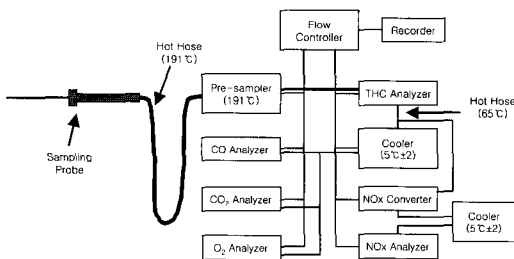 Flow
Controller
Recorder
Hot Hose
(191℃)
Pre-sampler
(191℃)
THC Analyzer
Hot Hose
(65℃)
Sampling
Probe
CO Analyzer
Cooler
(5℃±2)
CO₂ Analyzer
NOx Converter
Cooler
(5℃±2)
O₂ Analyzer
NOx Analyzer